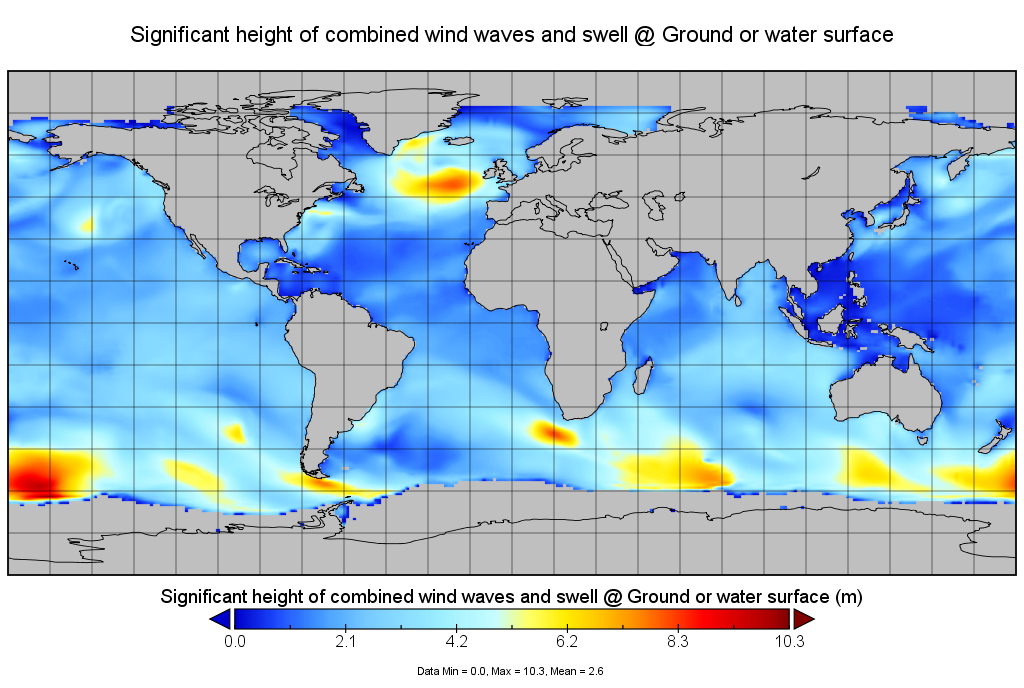 Significant height of combined wind waves and swell @ Ground or water surface
Significant height of combined wind waves and swell @ Ground or water surface (m)
0.0 2.1 4.2 6.2 8.3 10.3
Data Min = 0.0, Max = 10.3, Mean = 2.6